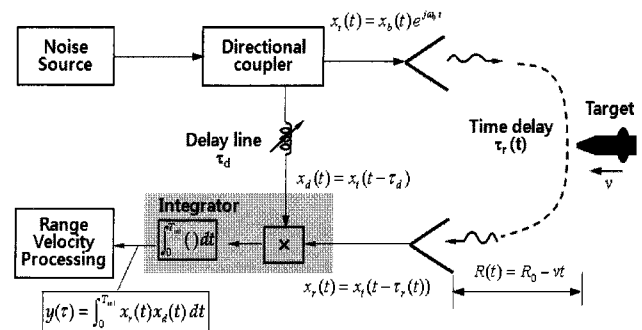 x_t(t) = x_b(t)e^{jω_0 t}
Noise
Source
Directional
coupler
Delay line
τ_d
Time delay
τ_r(t)
Target
v
x_d(t) = x_t(t − τ_d)
Integrator
Range
Velocity
Processing
∫_0^{T_int} ( )dt
×
x_r(t) = x_t(t − τ_r(t))
R(t) = R_0 − vt
y(τ) = ∫_0^{T_int} x_r(t)x_d(t) dt